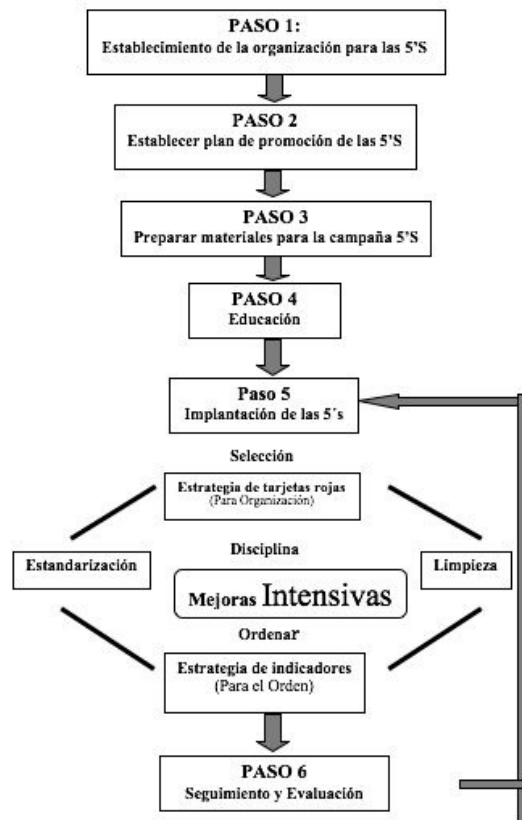 PASO 1:
Establecimiento de la organización para las 5’S
PASO 2
Establecer plan de promoción de las 5’S
PASO 3
Preparar materiales para la campaña 5’S
PASO 4
Educación
Paso 5
Implantación de las 5´s
Selección
Estrategia de tarjetas rojas
(Para Organización)
Estandarización
Disciplina
Limpieza
Mejoras Intensivas
Ordenar
Estrategia de indicadores
(Para el Orden)
PASO 6
Seguimiento y Evaluación